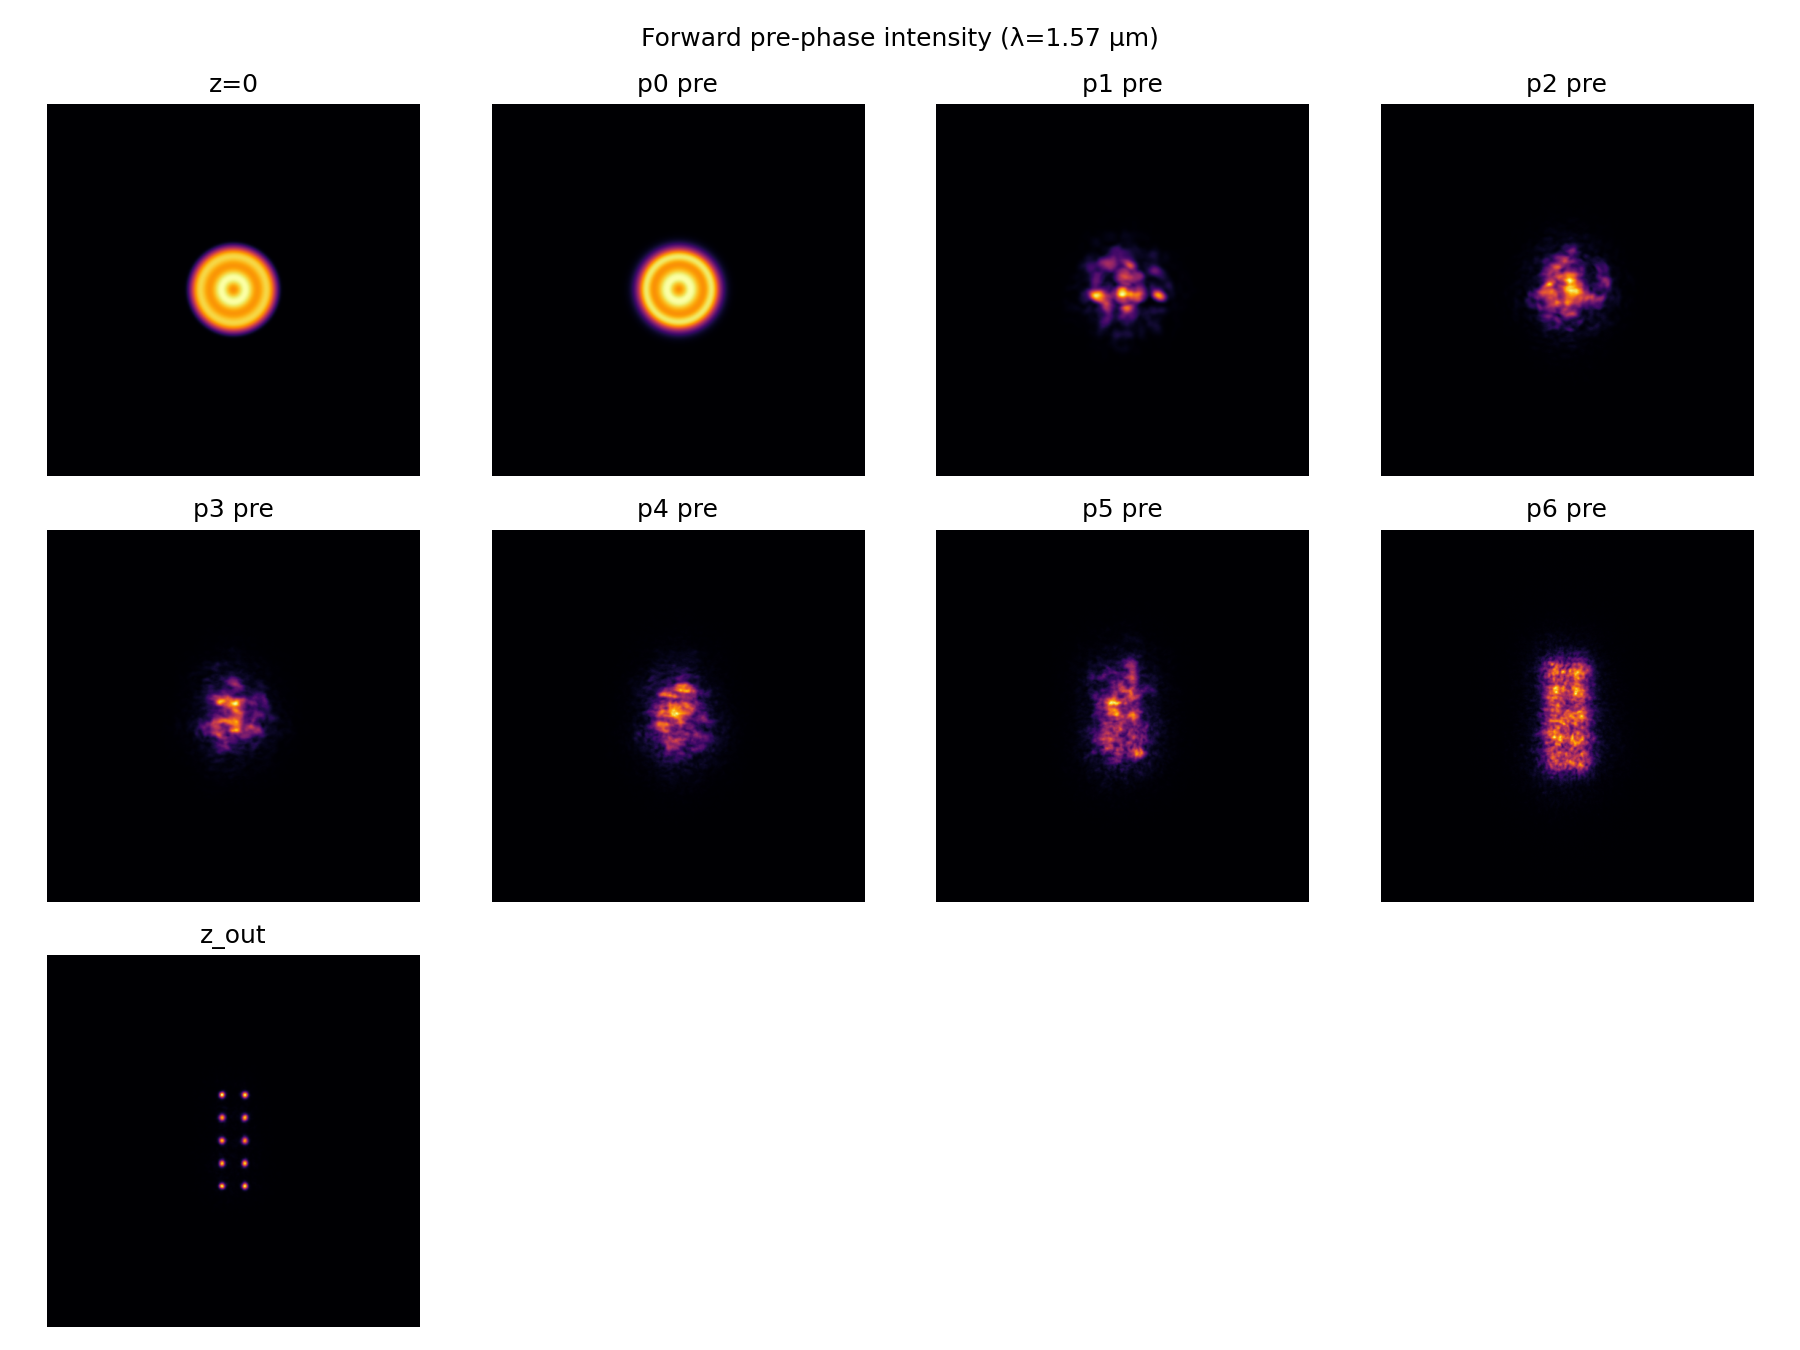 Forward pre-phase intensity (λ=1.57 μm)
z=0
p0 pre
p1 pre
p2 pre
p3 pre
p4 pre
p5 pre
p6 pre
z_out